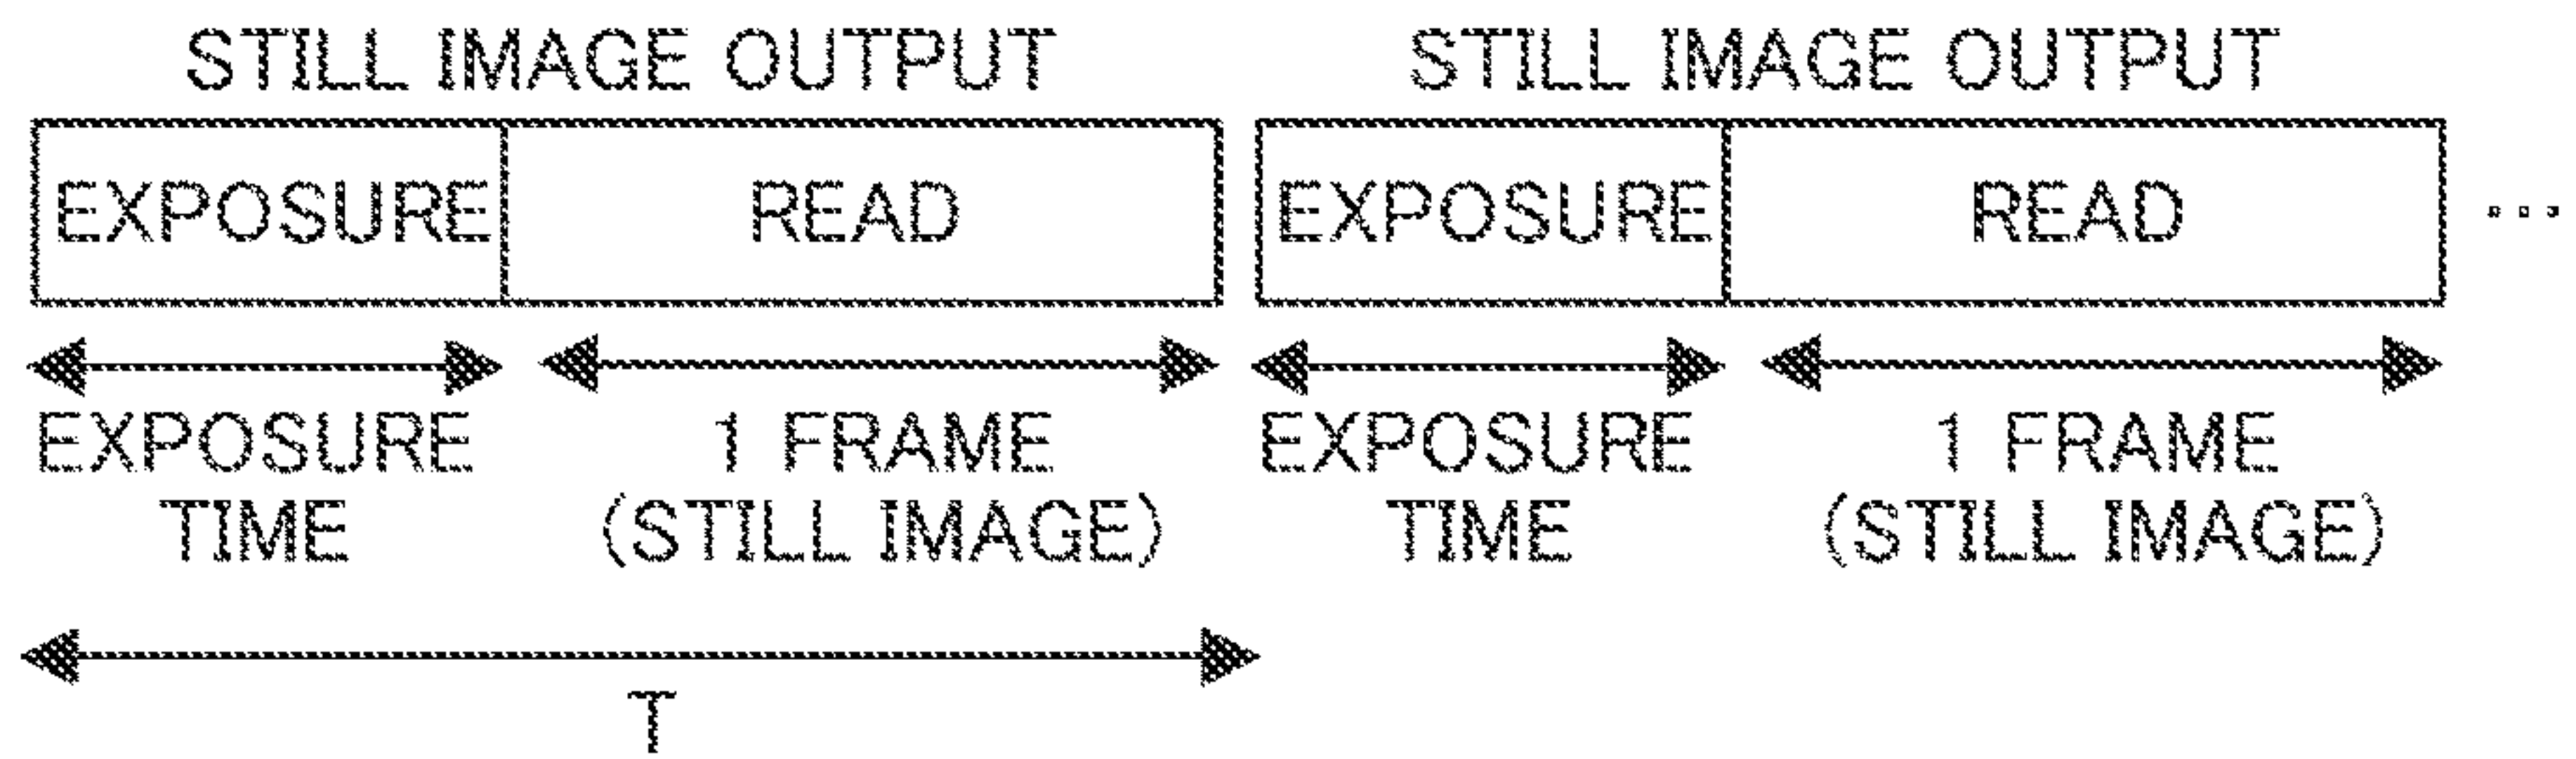 STILL IMAGE OUTPUT STILL IMAGE OUTPUT
EXPOSURE READ EXPOSURE READ ...
EXPOSURE TIME 1 FRAME (STILL IMAGE) EXPOSURE TIME 1 FRAME (STILL IMAGE)
T